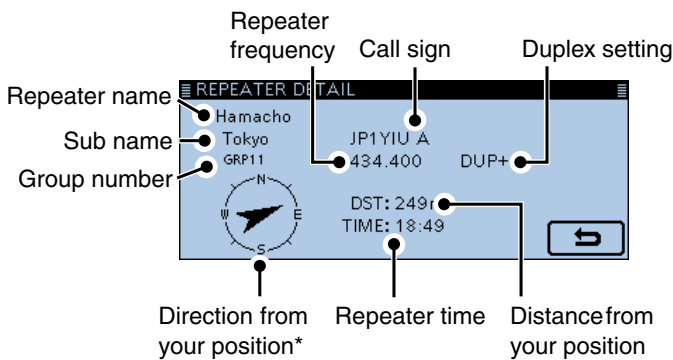 Repeater
frequency
Call sign
Duplex setting
REPEATER DETAIL
Repeater name
Hamacho
Sub name
Tokyo
JP1YIU A
Group number
GRP11
434.400
DUP+
N
W
E
S
DST: 249m
TIME: 18:49
Direction from
your position*
Repeater time
Distance from
your position